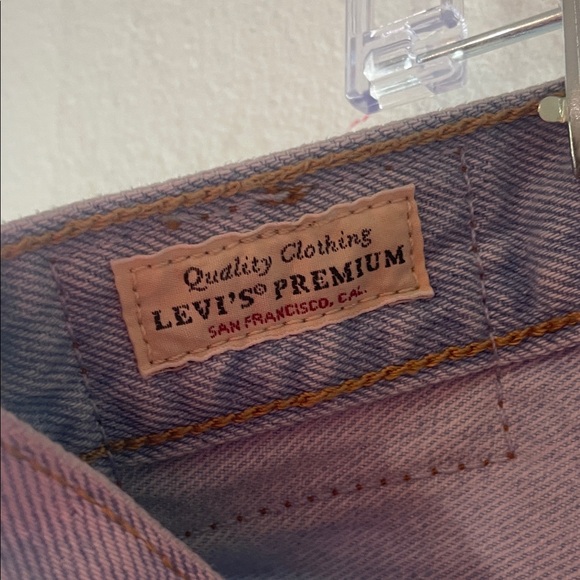 Quality Clothing
LEVI'S® PREMIUM
SAN FRANCISCO, CAL.